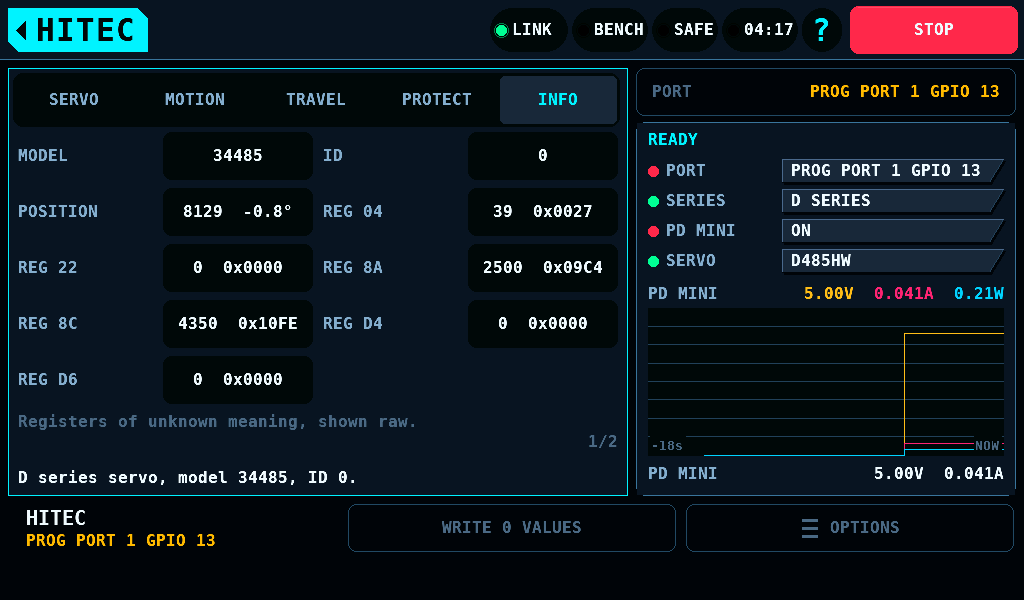 HITEC
LINK BENCH SAFE 04:17 ? STOP
SERVO MOTION TRAVEL PROTECT INFO
MODEL 34485 ID 0
POSITION 8129 -0.8° REG 04 39 0x0027
REG 22 0 0x0000 REG 8A 2500 0x09C4
REG 8C 4350 0x10FE REG D4 0 0x0000
REG D6 0 0x0000
Registers of unknown meaning, shown raw.
1/2
D series servo, model 34485, ID 0.
PORT PROG PORT 1 GPIO 13
READY
PORT PROG PORT 1 GPIO 13
SERIES D SERIES
PD MINI ON
SERVO D485HW
PD MINI 5.00V 0.041A 0.21W
-18s NOW
PD MINI 5.00V 0.041A
HITEC
PROG PORT 1 GPIO 13
WRITE 0 VALUES
OPTIONS